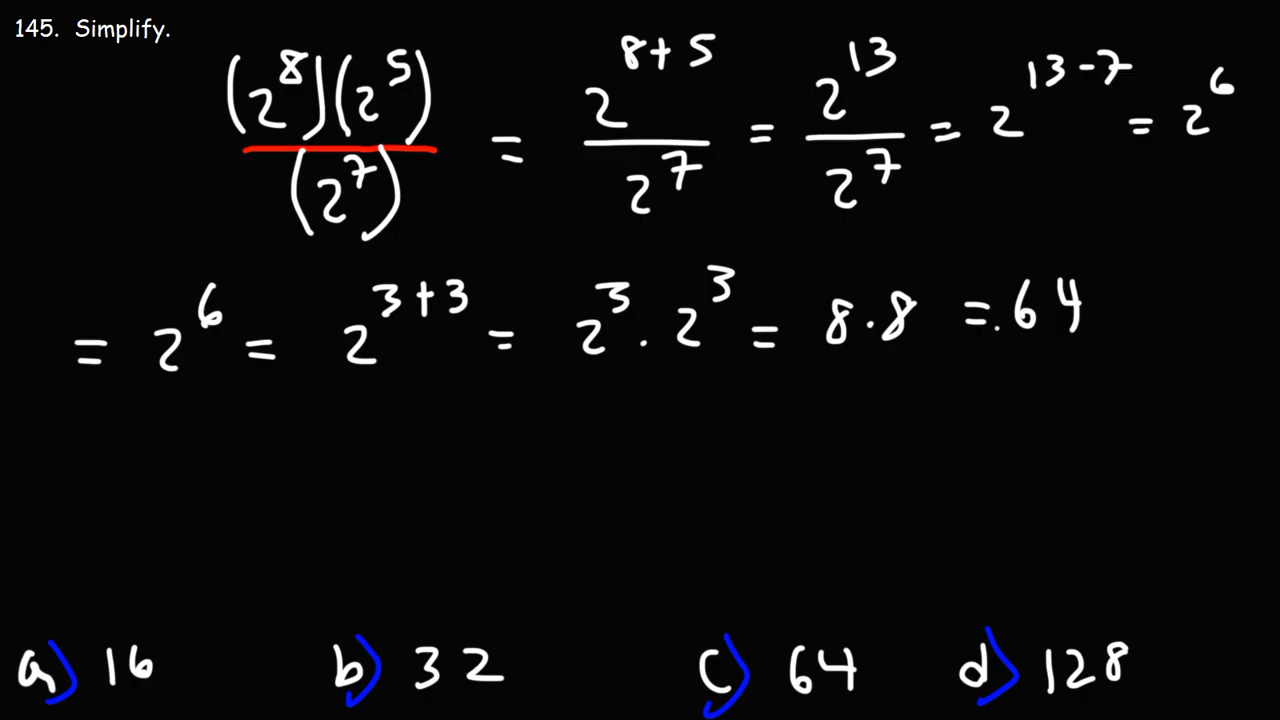 145. Simplify.
(2^8)(2^5) / (2^7) = 2^(8+5) / 2^7 = 2^13 / 2^7 = 2^(13-7) = 2^6
= 2^6 = 2^(3+3) = 2^3 · 2^3 = 8·8 = 64
a) 16 b) 32 c) 64 d) 128